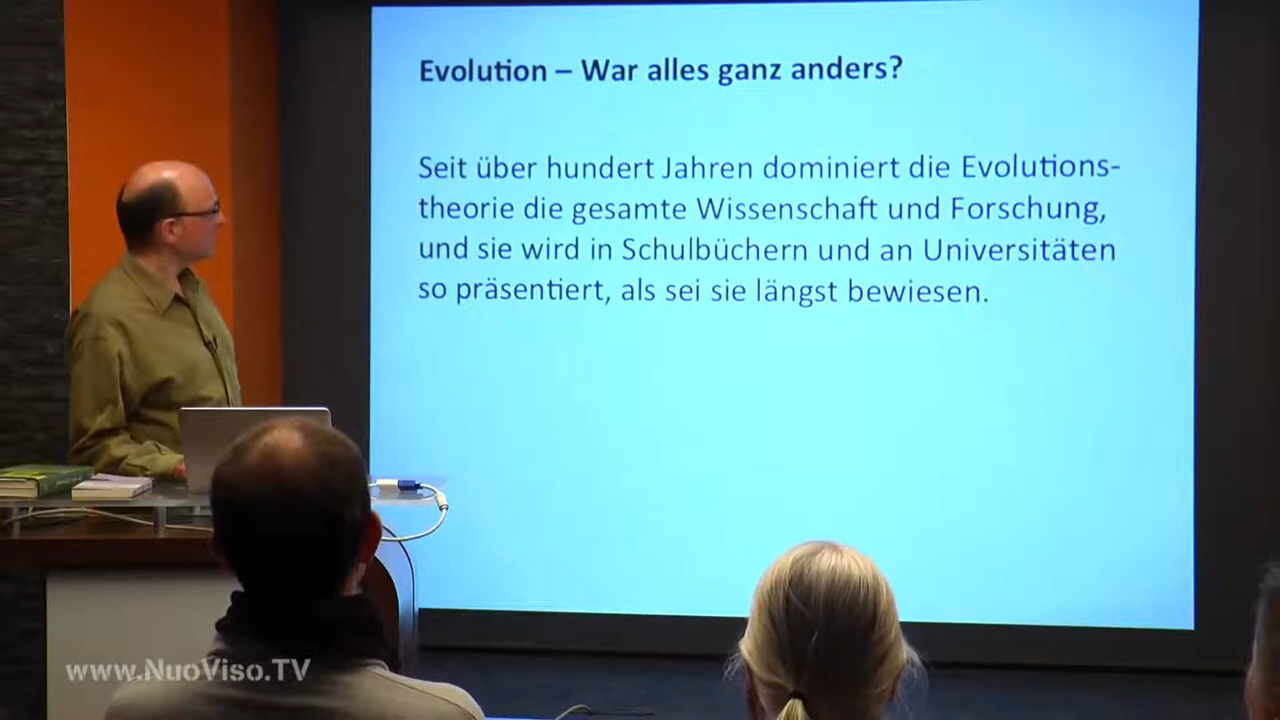 Evolution – War alles ganz anders?
Seit über hundert Jahren dominiert die Evolutions-
theorie die gesamte Wissenschaft und Forschung,
und sie wird in Schulbüchern und an Universitäten
so präsentiert, als sei sie längst bewiesen.
www.NuoViso.TV